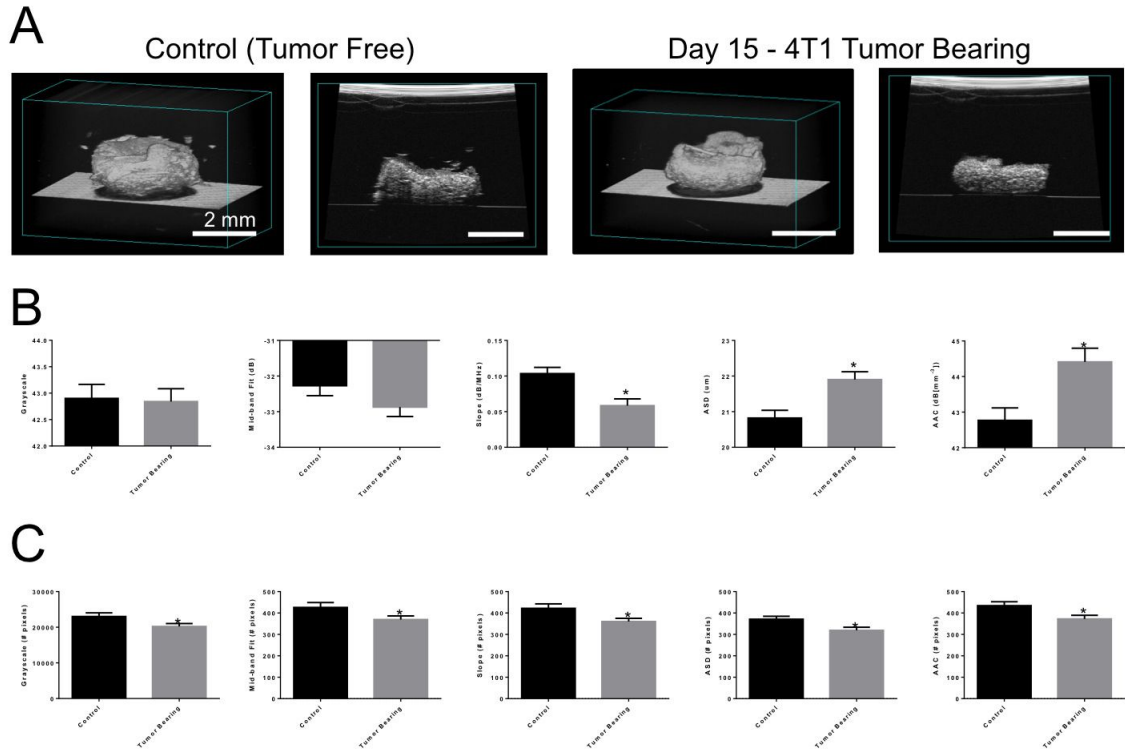 A
Control (Tumor Free)
Day 15 - 4T1 Tumor Bearing
2 mm
B
Grayscale
44.0
43.5
43.0
42.5
42.0
Control
Tumor Bearing
Mid-band Fit (dB)
-31
-32
-33
-34
Control
Tumor Bearing
Slope (dB/MHz)
0.15
0.10
0.05
0.00
*
Control
Tumor Bearing
ASD (um)
23
22
21
20
*
Control
Tumor Bearing
AAC (dB[mm⁻³])
45
44
43
42
*
Control
Tumor Bearing
C
Grayscale (# pixels)
30000
20000
10000
0
*
Control
Tumor Bearing
Mid-band Fit (# pixels)
500
400
300
200
100
0
*
Control
Tumor Bearing
Slope (# pixels)
500
400
300
200
100
0
*
Control
Tumor Bearing
ASD (# pixels)
500
400
300
200
100
0
*
Control
Tumor Bearing
AAC (# pixels)
500
400
300
200
100
0
*
Control
Tumor Bearing